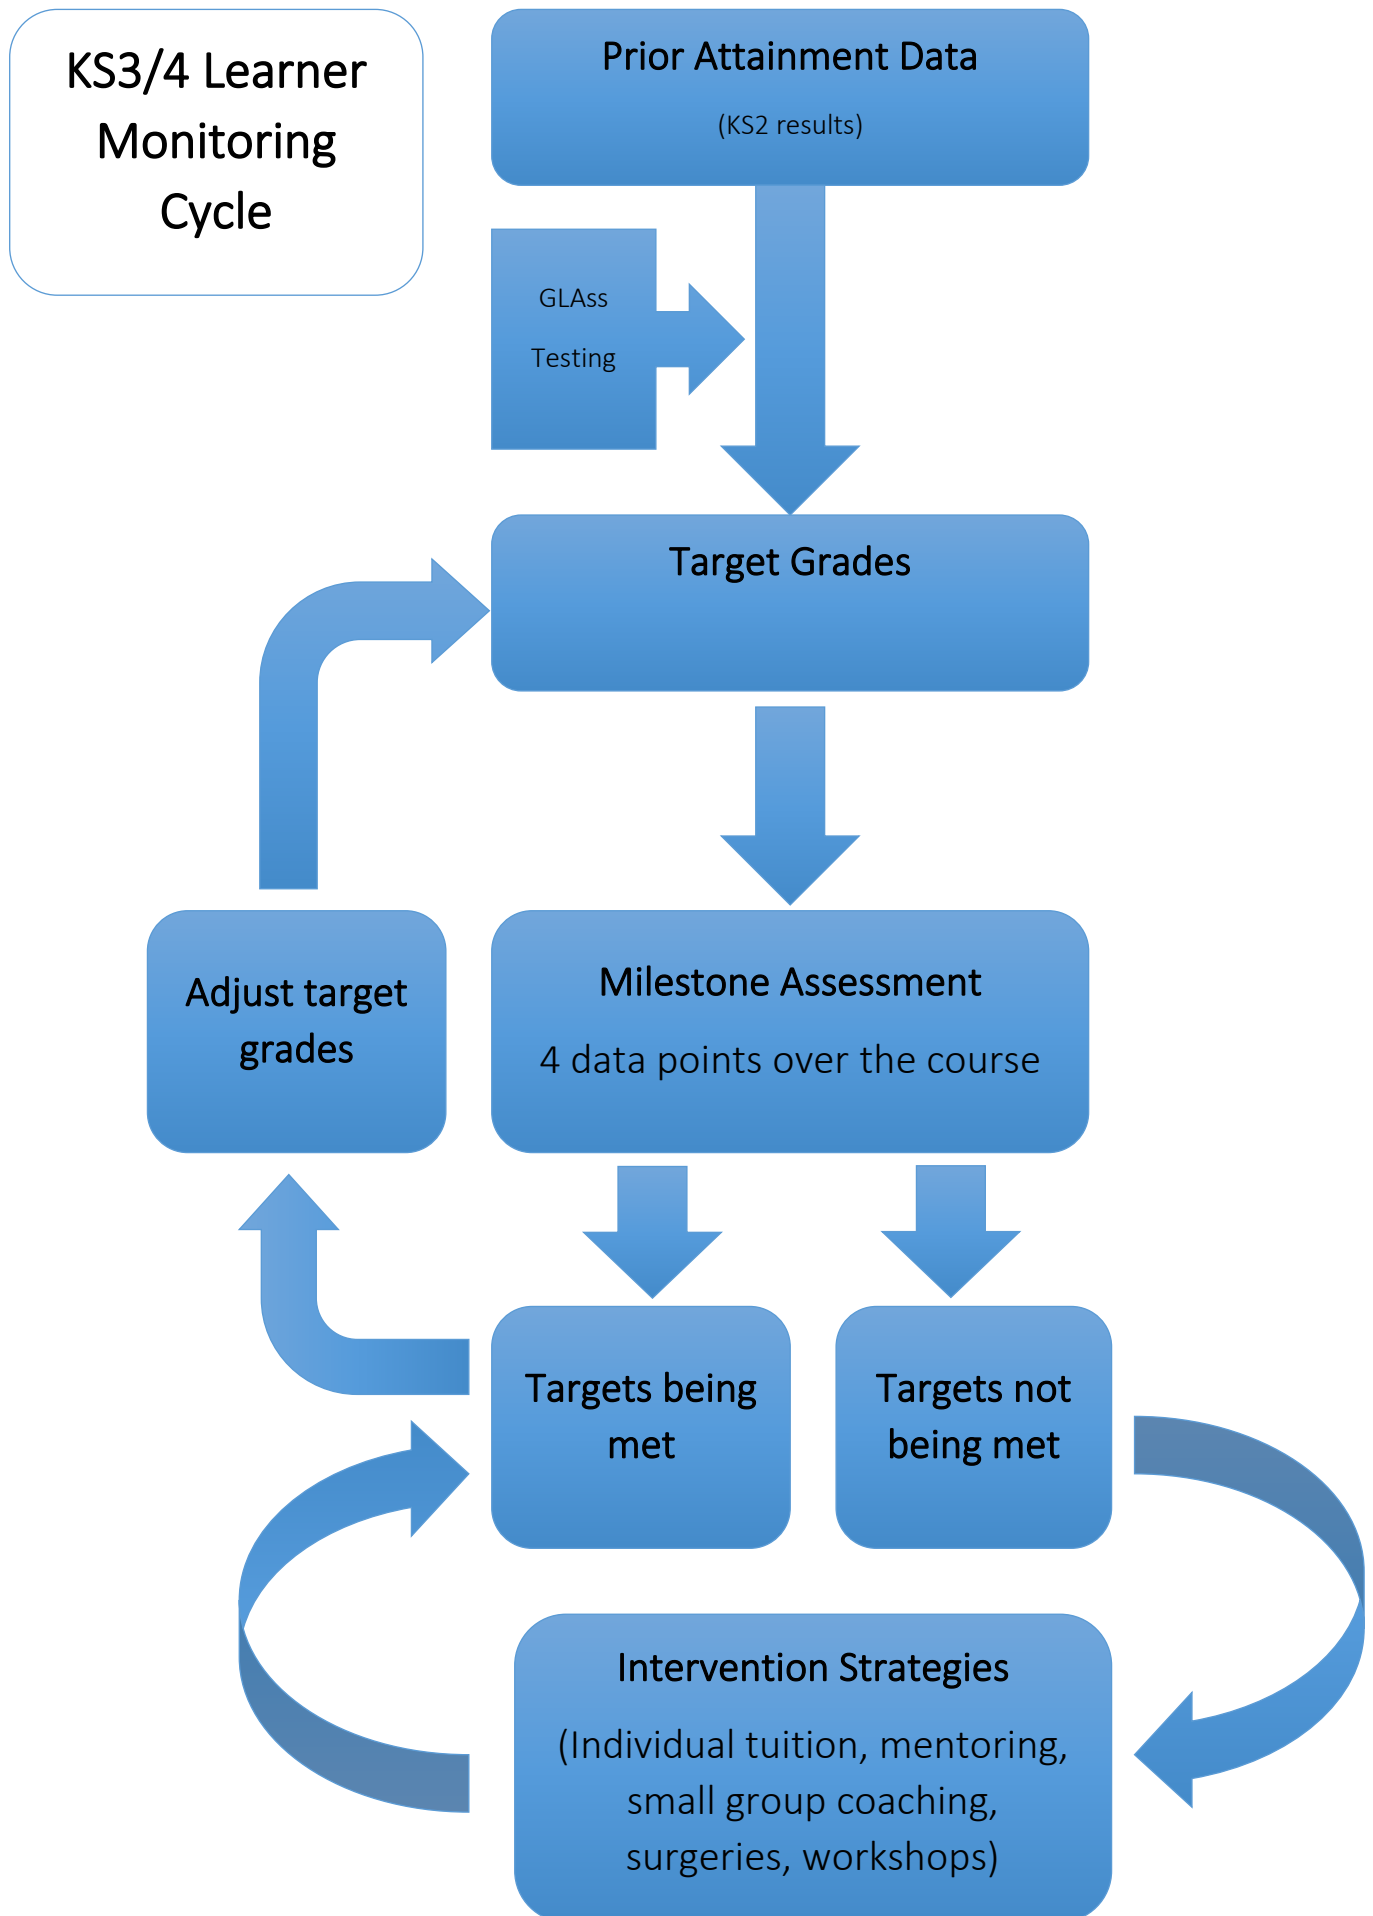 KS3/4 Learner
Monitoring
Cycle
Prior Attainment Data
(KS2 results)
GLAss
Testing
Target Grades
Adjust target
grades
Milestone Assessment
4 data points over the course
Targets being
met
Targets not
being met
Intervention Strategies
(Individual tuition, mentoring,
small group coaching,
surgeries, workshops)